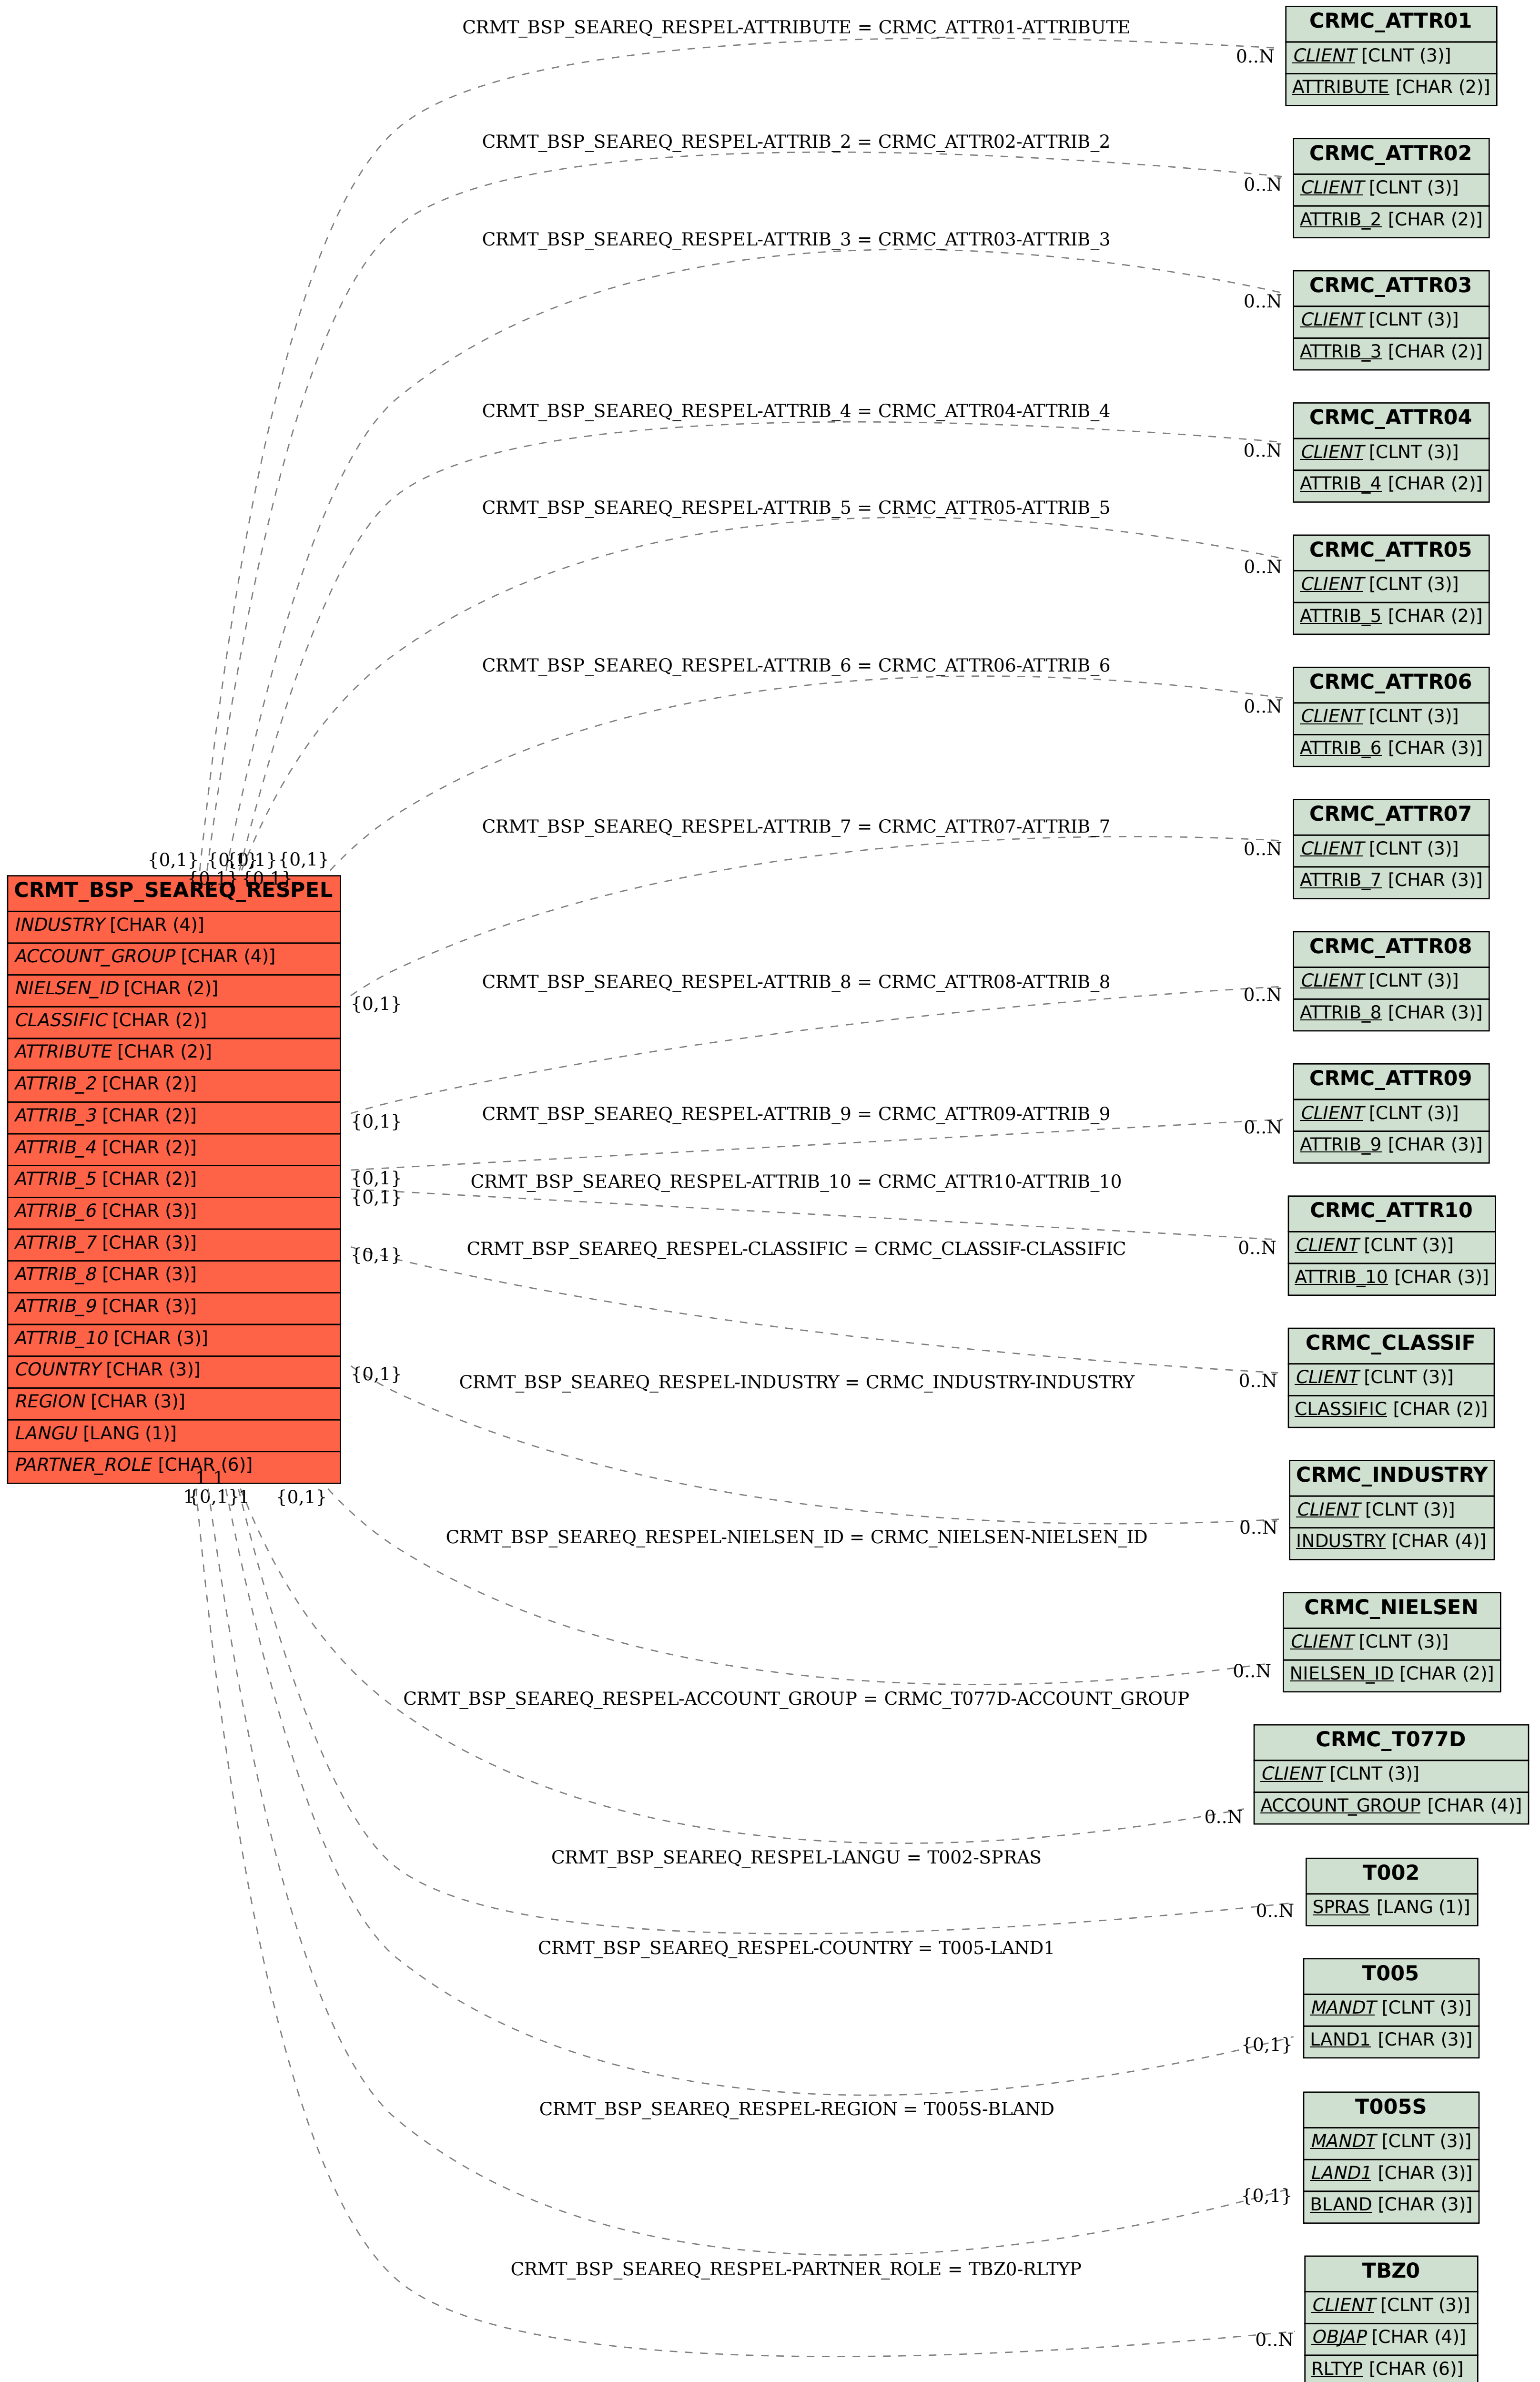 CRMT_BSP_SEAREQ_RESPEL-ATTRIBUTE = CRMC_ATTR01-ATTRIBUTE
0..N
CRMC_ATTR01
CLIENT [CLNT (3)]
ATTRIBUTE [CHAR (2)]
CRMT_BSP_SEAREQ_RESPEL-ATTRIB_2 = CRMC_ATTR02-ATTRIB_2
0..N
CRMC_ATTR02
CLIENT [CLNT (3)]
ATTRIB_2 [CHAR (2)]
CRMT_BSP_SEAREQ_RESPEL-ATTRIB_3 = CRMC_ATTR03-ATTRIB_3
0..N
CRMC_ATTR03
CLIENT [CLNT (3)]
ATTRIB_3 [CHAR (2)]
CRMT_BSP_SEAREQ_RESPEL-ATTRIB_4 = CRMC_ATTR04-ATTRIB_4
0..N
CRMC_ATTR04
CLIENT [CLNT (3)]
ATTRIB_4 [CHAR (2)]
CRMT_BSP_SEAREQ_RESPEL-ATTRIB_5 = CRMC_ATTR05-ATTRIB_5
0..N
CRMC_ATTR05
CLIENT [CLNT (3)]
ATTRIB_5 [CHAR (2)]
CRMT_BSP_SEAREQ_RESPEL-ATTRIB_6 = CRMC_ATTR06-ATTRIB_6
0..N
CRMC_ATTR06
CLIENT [CLNT (3)]
ATTRIB_6 [CHAR (3)]
CRMT_BSP_SEAREQ_RESPEL-ATTRIB_7 = CRMC_ATTR07-ATTRIB_7
0..N
CRMC_ATTR07
CLIENT [CLNT (3)]
ATTRIB_7 [CHAR (3)]
{0,1}
{0,1}
{0,1}
{0,1}
{0,1}
{0,1}
CRMT_BSP_SEAREQ_RESPEL
INDUSTRY [CHAR (4)]
ACCOUNT_GROUP [CHAR (4)]
NIELSEN_ID [CHAR (2)]
CLASSIFIC [CHAR (2)]
ATTRIBUTE [CHAR (2)]
ATTRIB_2 [CHAR (2)]
ATTRIB_3 [CHAR (2)]
ATTRIB_4 [CHAR (2)]
ATTRIB_5 [CHAR (2)]
ATTRIB_6 [CHAR (3)]
ATTRIB_7 [CHAR (3)]
ATTRIB_8 [CHAR (3)]
ATTRIB_9 [CHAR (3)]
ATTRIB_10 [CHAR (3)]
COUNTRY [CHAR (3)]
REGION [CHAR (3)]
LANGU [LANG (1)]
PARTNER_ROLE [CHAR (6)]
1 1
1
{0,1}
1
{0,1}
{0,1}
CRMT_BSP_SEAREQ_RESPEL-ATTRIB_8 = CRMC_ATTR08-ATTRIB_8
0..N
CRMC_ATTR08
CLIENT [CLNT (3)]
ATTRIB_8 [CHAR (3)]
{0,1}
CRMT_BSP_SEAREQ_RESPEL-ATTRIB_9 = CRMC_ATTR09-ATTRIB_9
0..N
CRMC_ATTR09
CLIENT [CLNT (3)]
ATTRIB_9 [CHAR (3)]
{0,1}
{0,1}
CRMT_BSP_SEAREQ_RESPEL-ATTRIB_10 = CRMC_ATTR10-ATTRIB_10
0..N
CRMC_ATTR10
CLIENT [CLNT (3)]
ATTRIB_10 [CHAR (3)]
{0,1}
CRMT_BSP_SEAREQ_RESPEL-CLASSIFIC = CRMC_CLASSIF-CLASSIFIC
0..N
CRMC_CLASSIF
CLIENT [CLNT (3)]
CLASSIFIC [CHAR (2)]
{0,1}
CRMT_BSP_SEAREQ_RESPEL-INDUSTRY = CRMC_INDUSTRY-INDUSTRY
0..N
CRMC_INDUSTRY
CLIENT [CLNT (3)]
INDUSTRY [CHAR (4)]
CRMT_BSP_SEAREQ_RESPEL-NIELSEN_ID = CRMC_NIELSEN-NIELSEN_ID
0..N
CRMC_NIELSEN
CLIENT [CLNT (3)]
NIELSEN_ID [CHAR (2)]
CRMT_BSP_SEAREQ_RESPEL-ACCOUNT_GROUP = CRMC_T077D-ACCOUNT_GROUP
0..N
CRMC_T077D
CLIENT [CLNT (3)]
ACCOUNT_GROUP [CHAR (4)]
CRMT_BSP_SEAREQ_RESPEL-LANGU = T002-SPRAS
0..N
T002
SPRAS [LANG (1)]
CRMT_BSP_SEAREQ_RESPEL-COUNTRY = T005-LAND1
{0,1}
T005
MANDT [CLNT (3)]
LAND1 [CHAR (3)]
CRMT_BSP_SEAREQ_RESPEL-REGION = T005S-BLAND
{0,1}
T005S
MANDT [CLNT (3)]
LAND1 [CHAR (3)]
BLAND [CHAR (3)]
CRMT_BSP_SEAREQ_RESPEL-PARTNER_ROLE = TBZ0-RLTYP
0..N
TBZ0
CLIENT [CLNT (3)]
OBJAP [CHAR (4)]
RLTYP [CHAR (6)]